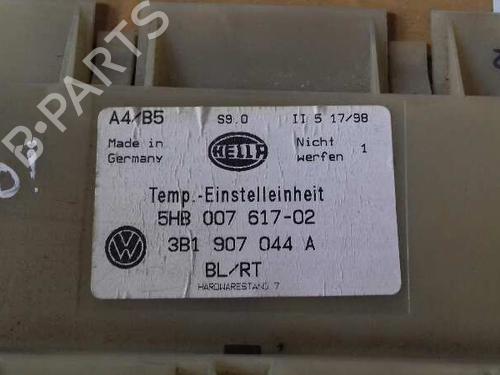 A4/B5 S9.0 II 5 17/98
Made in Germany HELLA Nicht werfen 1
Temp.-Einstelleinheit
5HB 007 617-02
3B1 907 044 A
BL/RT
HARDWARESTAND 7
B-PARTS